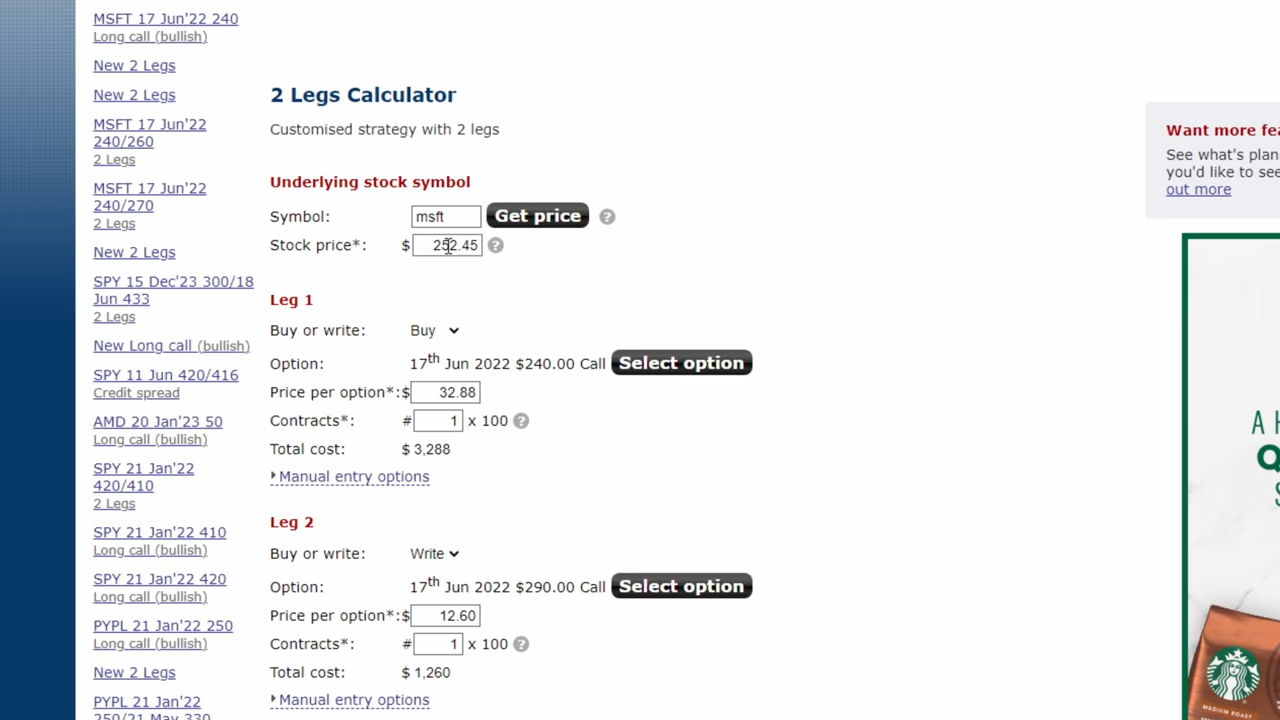 MSFT 17 Jun'22 240
Long call (bullish)
New 2 Legs
New 2 Legs
MSFT 17 Jun'22
240/260
2 Legs
MSFT 17 Jun'22
240/270
2 Legs
New 2 Legs
SPY 15 Dec'23 300/18
Jun 433
2 Legs
New Long call (bullish)
SPY 11 Jun 420/416
Credit spread
AMD 20 Jan'23 50
Long call (bullish)
SPY 21 Jan'22
420/410
2 Legs
SPY 21 Jan'22 410
Long call (bullish)
SPY 21 Jan'22 420
Long call (bullish)
PYPL 21 Jan'22 250
Long call (bullish)
New 2 Legs
PYPL 21 Jan'22
250/21 May 330
2 Legs Calculator
Customised strategy with 2 legs
Underlying stock symbol
Symbol: msft Get price ?
Stock price*: $ 252.45 ?
Leg 1
Buy or write: Buy
Option: 17th Jun 2022 $240.00 Call Select option
Price per option*:$ 32.88
Contracts*: # 1 x 100 ?
Total cost: $ 3,288
Manual entry options
Leg 2
Buy or write: Write
Option: 17th Jun 2022 $290.00 Call Select option
Price per option*:$ 12.60
Contracts*: # 1 x 100 ?
Total cost: $ 1,260
Manual entry options
Want more fea
See what's plan
you'd like to see
out more
A H
Q
S
MEDIUM ROAST